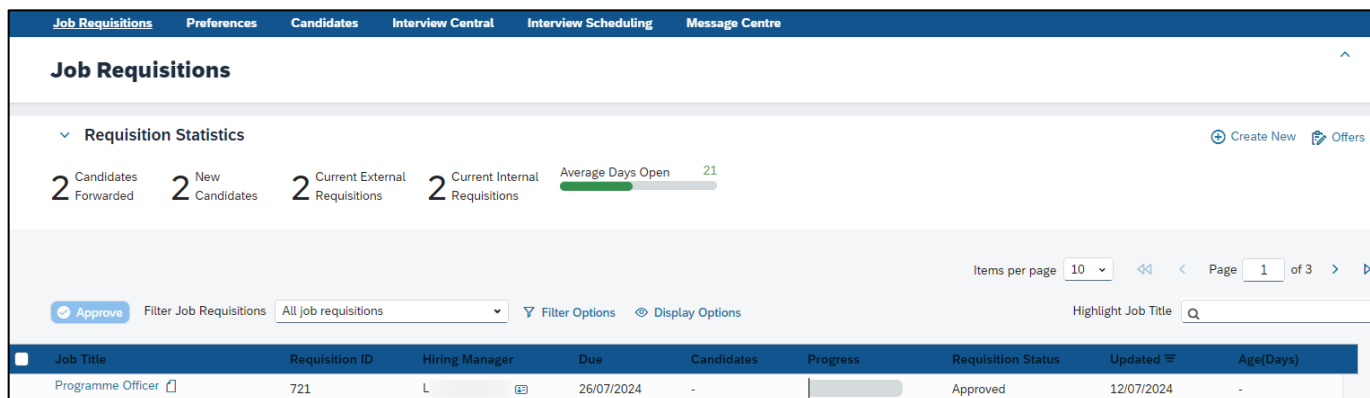 Job Requisitions Preferences Candidates Interview Central Interview Scheduling Message Centre
Job Requisitions
Requisition Statistics
Create New Offers
2 Candidates Forwarded
2 New Candidates
2 Current External Requisitions
2 Current Internal Requisitions
Average Days Open 21
Items per page 10 Page 1 of 3
Approve Filter Job Requisitions All job requisitions Filter Options Display Options Highlight Job Title
Job Title Requisition ID Hiring Manager Due Candidates Progress Requisition Status Updated Age(Days)
Programme Officer 721 L 26/07/2024 - Approved 12/07/2024 -